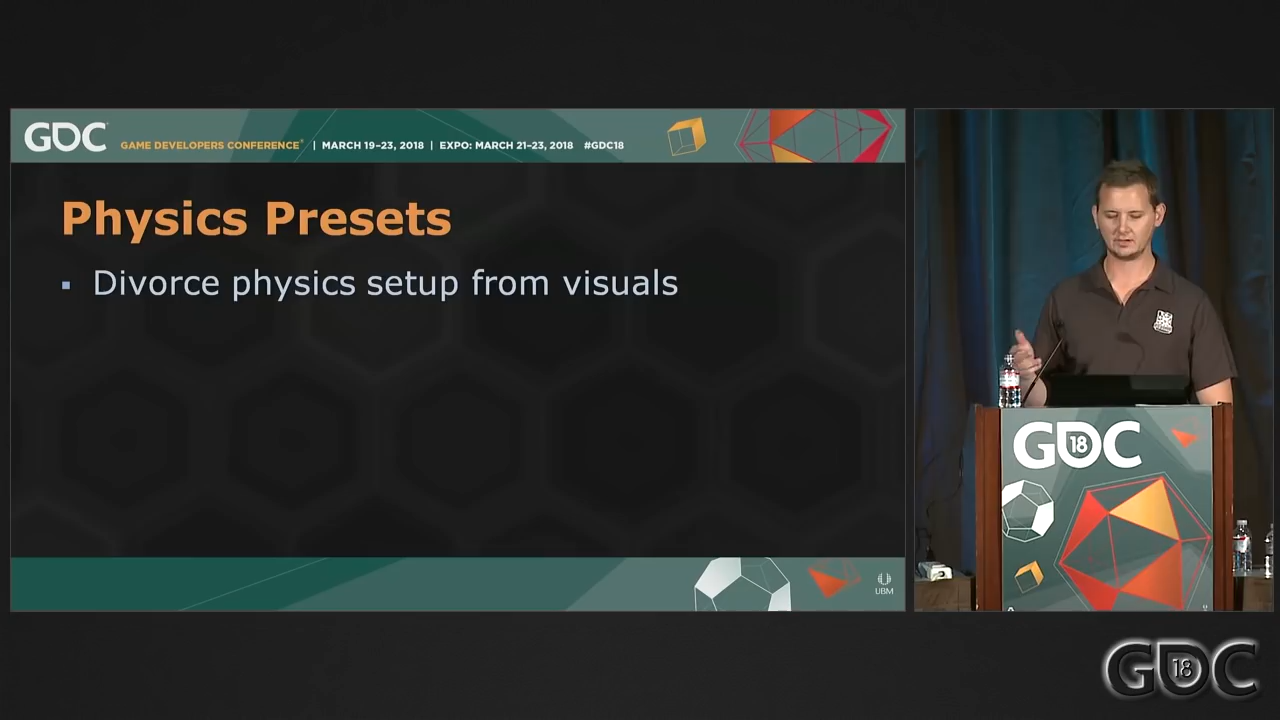 GDC GAME DEVELOPERS CONFERENCE® | MARCH 19–23, 2018 | EXPO: MARCH 21–23, 2018 #GDC18
Physics Presets
▪ Divorce physics setup from visuals
UBM
GDC
18
GDC
18